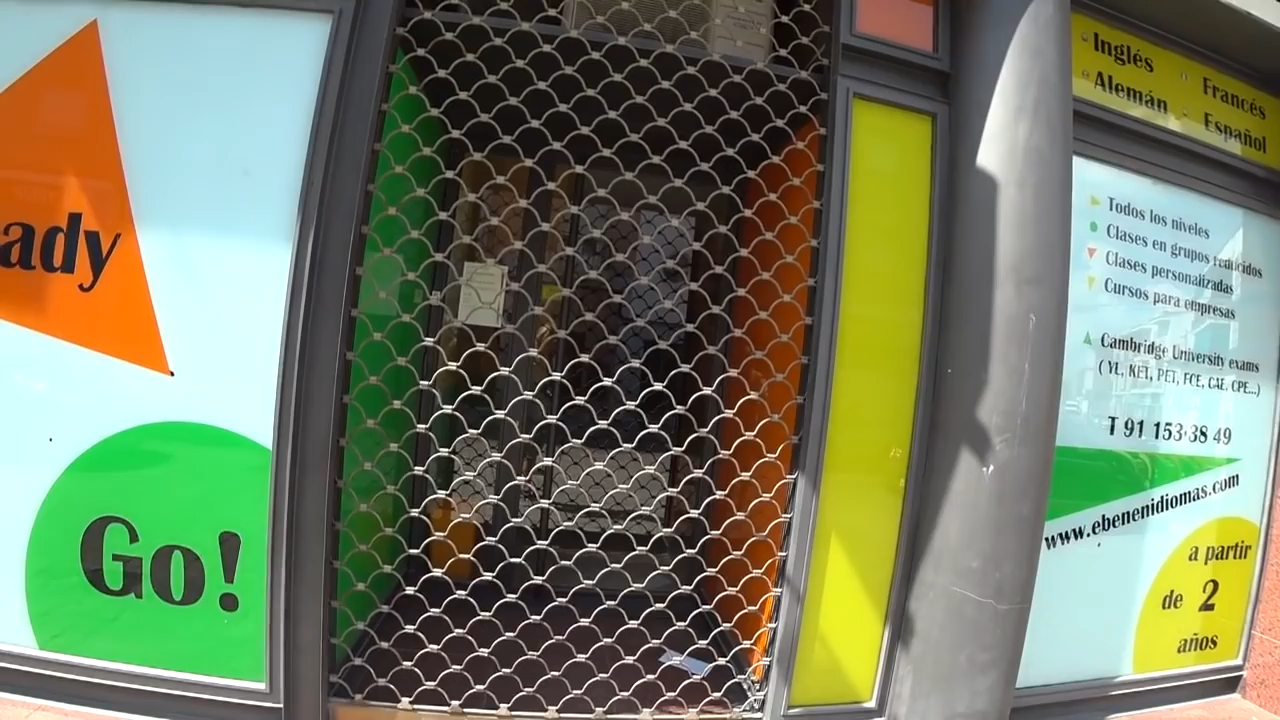 ady
Go!
Inglés
Francés
Alemán
Español
Todos los niveles
Clases en grupos reducidos
Clases personalizadas
Cursos para empresas
Cambridge University exams
( YL, KET, PET, FCE, CAE, CPE...)
T 91 153 38 49
www.ebenenidiomas.com
a partir
de 2
años